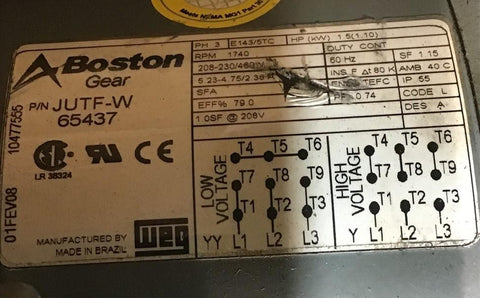 Meets NEMA MG1 Part
Boston
Gear
P/N JUTF-W
65437
LR 38324
MANUFACTURED BY
MADE IN BRAZIL
WEG
01FEV08 10477555
PH 3 E143/5TC HP (kW) 1.5(1.10)
RPM 1740 DUTY CONT
208-230/460V 60 Hz SF 1.15
5.23-4.75/2.38 INS F Δt 80 K AMB 40 C
SFA TEFC IP 55
EFF% 79.0 PF 0.74 CODE L
1.0SF @ 208V DES A
LOW VOLTAGE
T4 T5 T6
T7 T8 T9
T1 T2 T3
YY L1 L2 L3
HIGH VOLTAGE
T4 T5 T6
T7 T8 T9
T1 T2 T3
Y L1 L2 L3